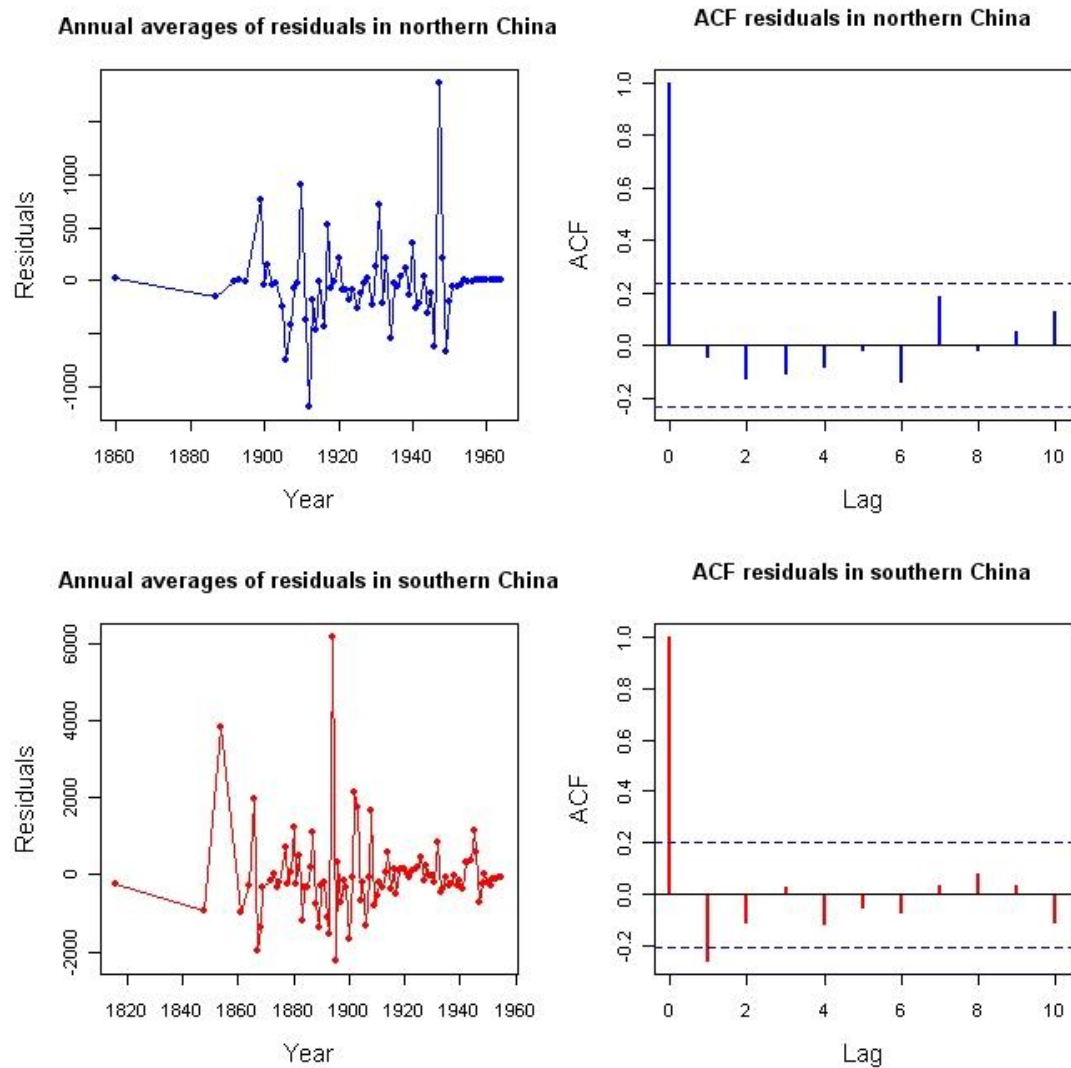 Annual averages of residuals in northern China
Residuals
1000
500
0
-1000
1860 1880 1900 1920 1940 1960
Year
ACF residuals in northern China
ACF
1.0
0.8
0.6
0.4
0.2
0.0
-0.2
0 2 4 6 8 10
Lag
Annual averages of residuals in southern China
Residuals
6000
4000
2000
0
-2000
1820 1840 1860 1880 1900 1920 1940 1960
Year
ACF residuals in southern China
ACF
1.0
0.8
0.6
0.4
0.2
0.0
-0.2
0 2 4 6 8 10
Lag